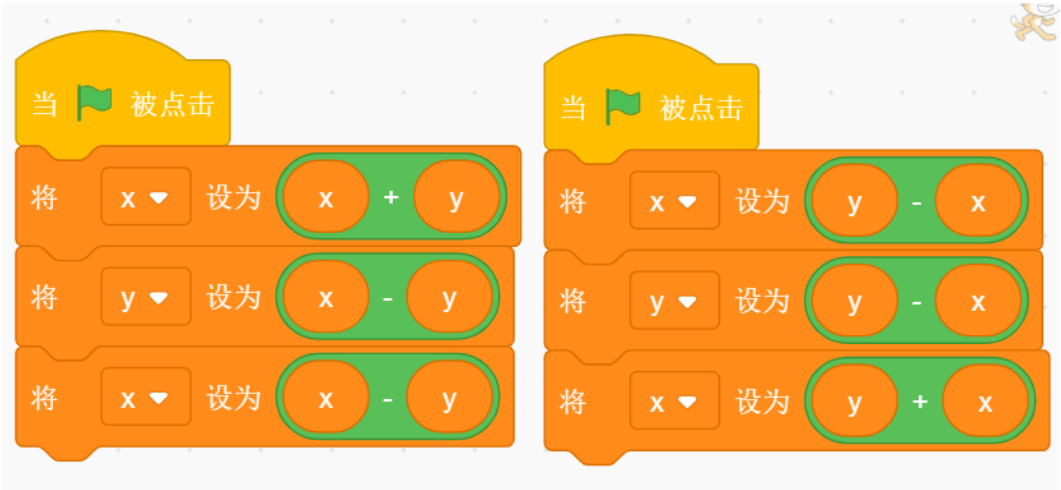 当 被点击
将 x 设为 x + y
将 y 设为 x - y
将 x 设为 x - y
当 被点击
将 x 设为 y - x
将 y 设为 y - x
将 x 设为 y + x